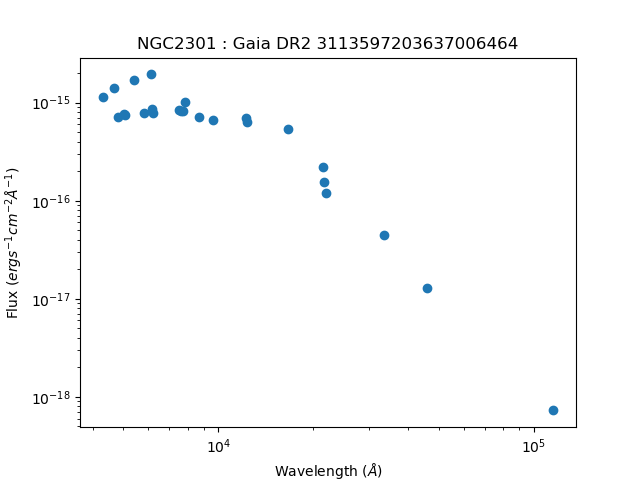 NGC2301 : Gaia DR2 3113597203637006464
10⁻¹⁵
10⁻¹⁶
10⁻¹⁷
10⁻¹⁸
Flux (ergs⁻¹cm⁻²Å⁻¹)
10⁴
10⁵
Wavelength (Å)